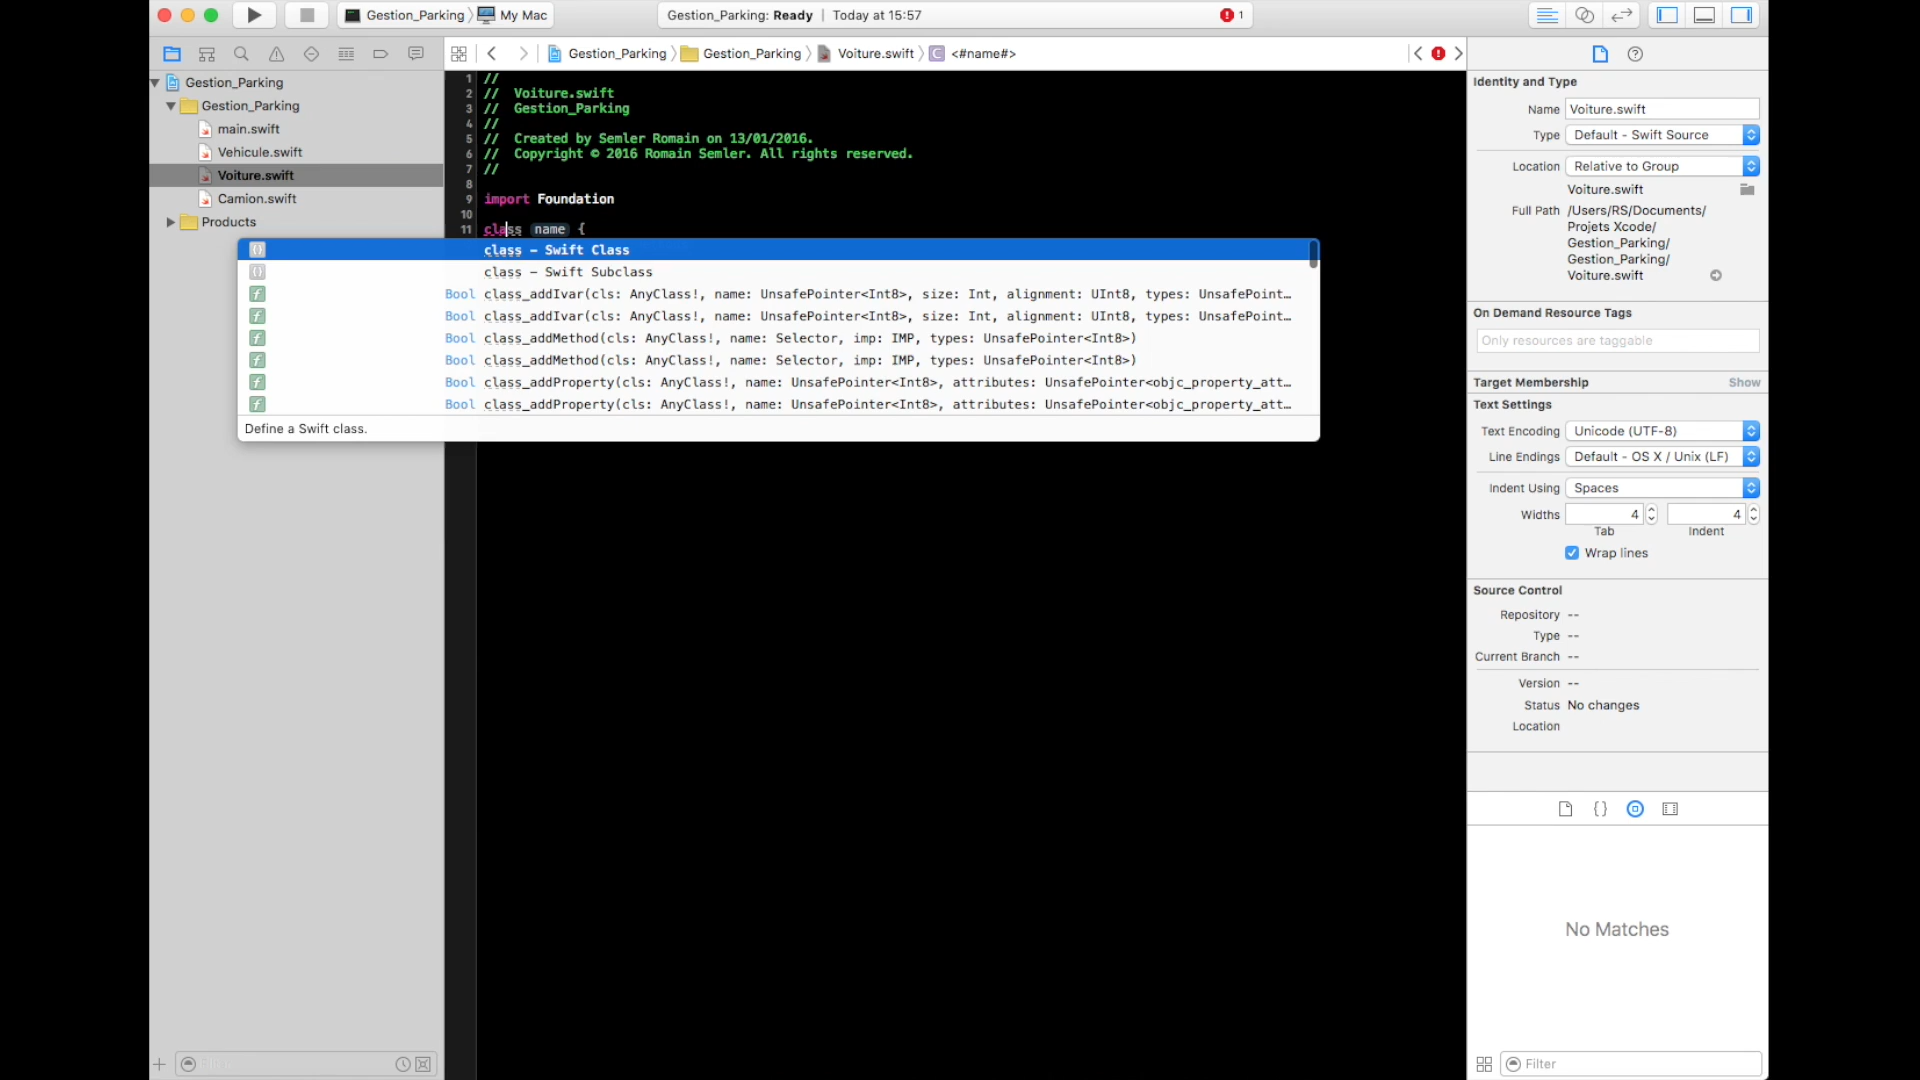 Gestion_Parking My Mac
Gestion_Parking: Ready | Today at 15:57
1
Gestion_Parking Gestion_Parking Voiture.swift C <#name#>
Gestion_Parking
Gestion_Parking
main.swift
Vehicule.swift
Voiture.swift
Camion.swift
Products
1 //
2 // Voiture.swift
3 // Gestion_Parking
4 //
5 // Created by Semler Romain on 13/01/2016.
6 // Copyright © 2016 Romain Semler. All rights reserved.
7 //
8
9 import Foundation
10
11 class name {
class – Swift Class
class – Swift Subclass
Bool class_addIvar(cls: AnyClass!, name: UnsafePointer<Int8>, size: Int, alignment: UInt8, types: UnsafePoint…
Bool class_addIvar(cls: AnyClass!, name: UnsafePointer<Int8>, size: Int, alignment: UInt8, types: UnsafePoint…
Bool class_addMethod(cls: AnyClass!, name: Selector, imp: IMP, types: UnsafePointer<Int8>)
Bool class_addMethod(cls: AnyClass!, name: Selector, imp: IMP, types: UnsafePointer<Int8>)
Bool class_addProperty(cls: AnyClass!, name: UnsafePointer<Int8>, attributes: UnsafePointer<objc_property_att…
Bool class_addProperty(cls: AnyClass!, name: UnsafePointer<Int8>, attributes: UnsafePointer<objc_property_att…
Define a Swift class.
Identity and Type
Name Voiture.swift
Type Default - Swift Source
Location Relative to Group
Voiture.swift
Full Path /Users/RS/Documents/
Projets Xcode/
Gestion_Parking/
Gestion_Parking/
Voiture.swift
On Demand Resource Tags
Only resources are taggable
Target Membership Show
Text Settings
Text Encoding Unicode (UTF-8)
Line Endings Default - OS X / Unix (LF)
Indent Using Spaces
Widths 4 4
Tab Indent
Wrap lines
Source Control
Repository --
Type --
Current Branch --
Version --
Status No changes
Location
No Matches
Filter